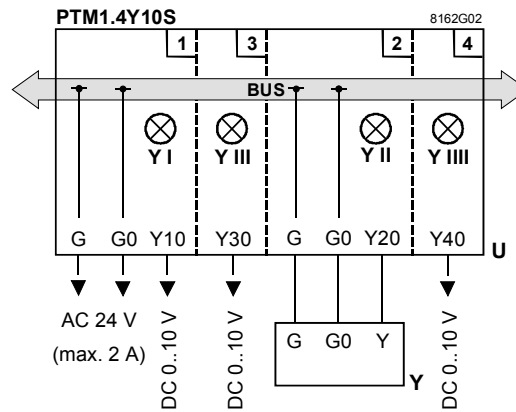 PTM1.4Y10S 8162G02
1 3 2 4
BUS
Y I Y III Y II Y IIII
G G0 Y10 Y30 G G0 Y20 Y40
U
AC 24 V
(max. 2 A)
DC 0..10 V
DC 0..10 V
G G0 Y
Y
DC 0..10 V